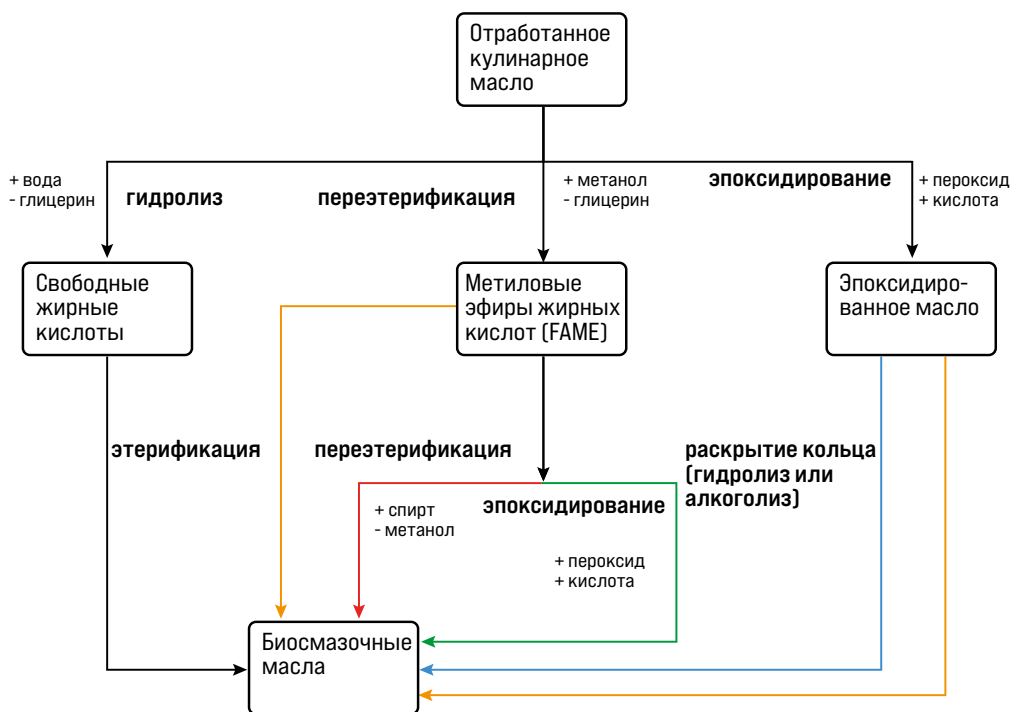 Отработанное
кулинарное
масло
+ вода
- глицерин
гидролиз
переэтерификация
+ метанол
- глицерин
эпоксидирование
+ пероксид
+ кислота
Свободные
жирные
кислоты
Метиловые
эфиры жирных
кислот (FAME)
Эпоксидиро-
ванное масло
этерификация
переэтерификация
раскрытие кольца
(гидролиз или
алкоголиз)
+ спирт
- метанол
эпоксидирование
+ пероксид
+ кислота
Биосмазочные
масла